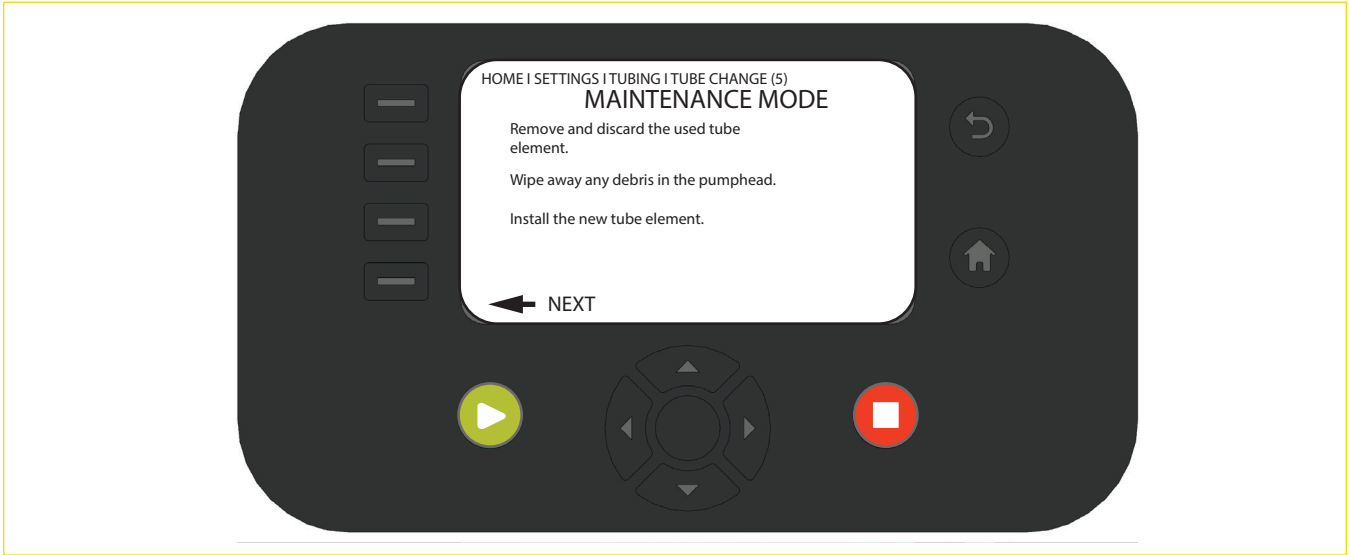 HOME I SETTINGS I TUBING I TUBE CHANGE (5)
MAINTENANCE MODE
Remove and discard the used tube
element.
Wipe away any debris in the pumphead.
Install the new tube element.
NEXT